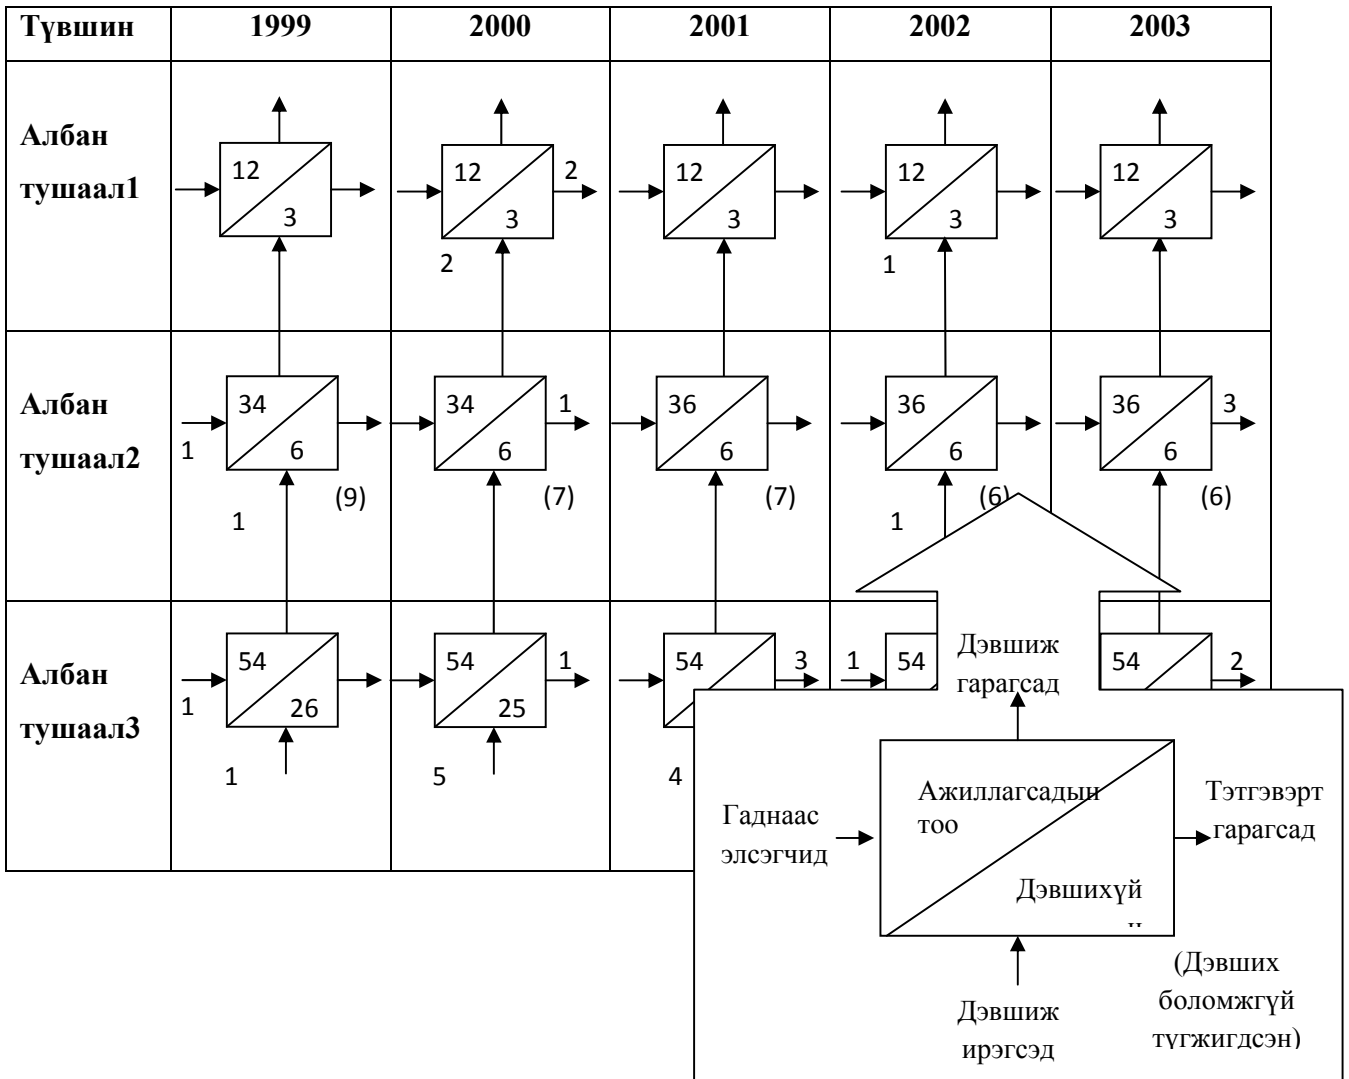 Түвшин 1999 2000 2001 2002 2003
Албан
тушаал1
12 12 2 12 12 12
3 3 3 3 3
2 1
Албан
тушаал2
34 34 1 36 36 36 3
1 6 6 6 6 6
(9) (7) (7) (6) (6)
1 1
Албан
тушаал3
54 54 1 54 3 1 54 54 2
1 26 25
1 5 4
Дэвшиж
гарагсад
Гаднаас
элсэгчид
Ажиллагсадын
тоо
Дэвшихүй
Тэтгэвэрт
гарагсад
Дэвшиж
ирэгсэд
(Дэвших
боломжгүй
түгжигдсэн)